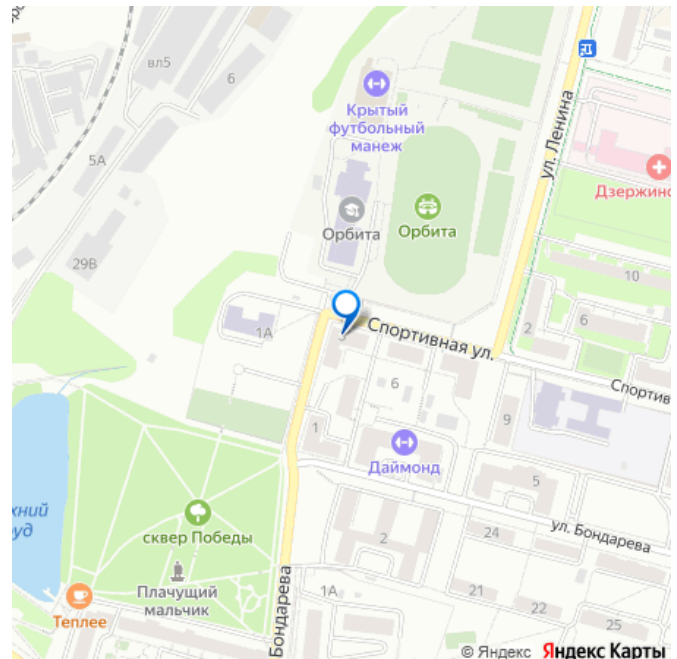 вл5
6
5А
29В
Крытый
футбольный
манеж
Орбита
Орбита
ул. Ленина
Дзержинс
10
6
2
1А
Спортивная ул.
Спортив
6
1
9
Даймонд
5
ул. Бондарева
24
2
хний
руд
сквер Победы
Плачущий
мальчик
Теплее
Бондарева
1А
21
22
25
© Яндекс Яндекс Карты